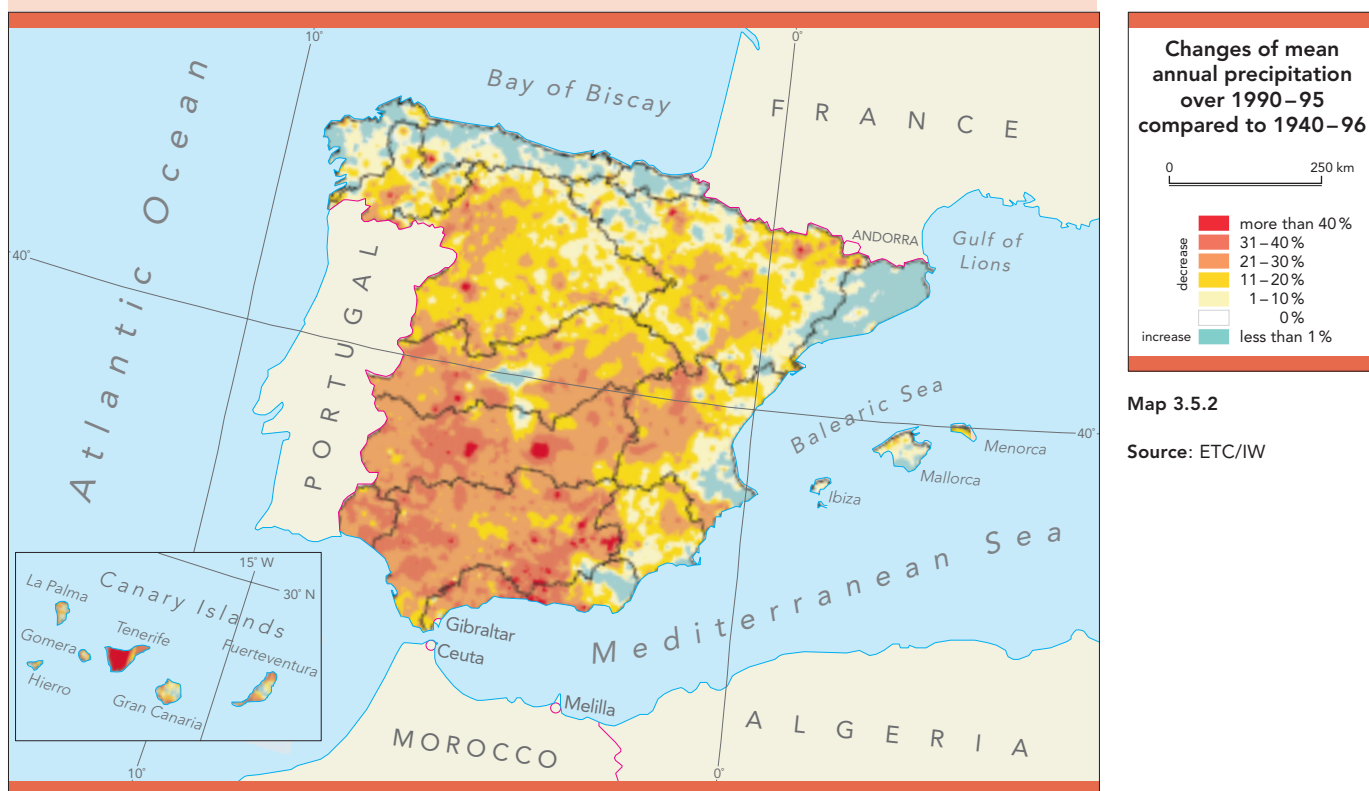 10°
0°
Bay of Biscay
FRANCE
Atlantic Ocean
ANDORRA
Gulf of
Lions
40°
PORTUGAL
Balearic Sea
40°
Menorca
Mallorca
Ibiza
Mediterranean Sea
15° W
30° N
Canary Islands
La Palma
Tenerife
Gomera
Fuerteventura
Hierro
Gran Canaria
Gibraltar
Ceuta
Melilla
MOROCCO
ALGERIA
10°
0°
Changes of mean
annual precipitation
over 1990–95
compared to 1940–96
0 250 km
decrease
more than 40%
31–40%
21–30%
11–20%
1–10%
0%
increase less than 1%
Map 3.5.2
Source: ETC/IW